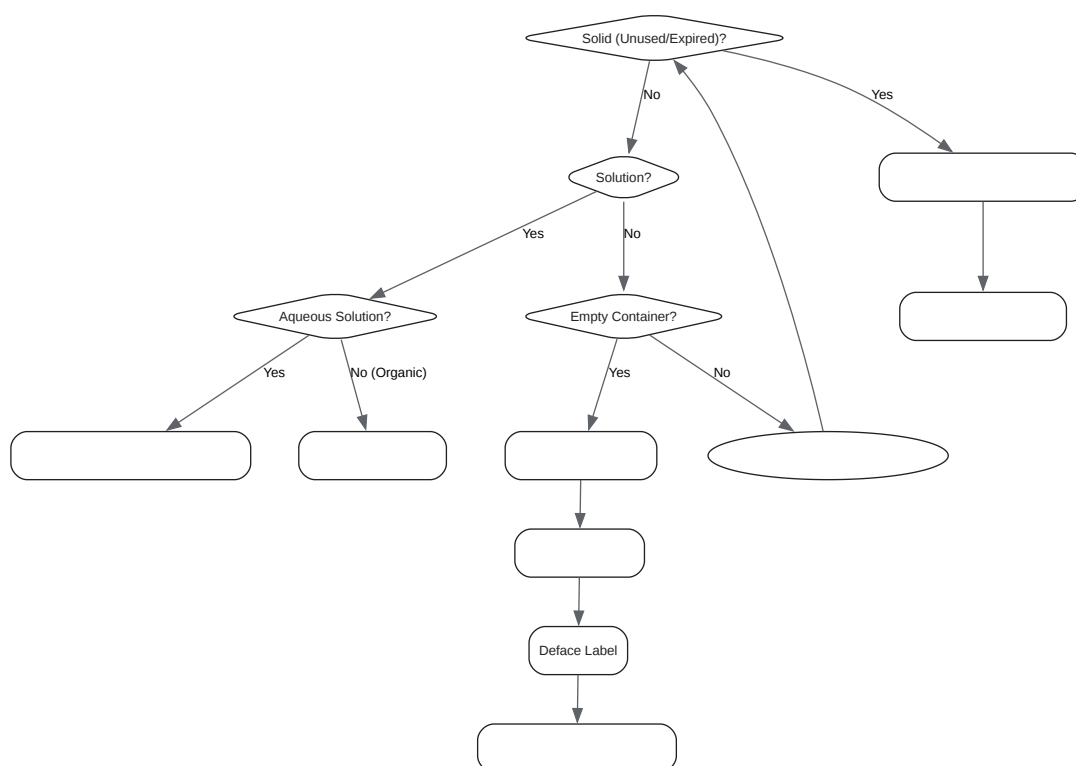 Solid (Unused/Expired)?
No
Yes
Solution?
Yes
No
Aqueous Solution?
Empty Container?
Yes
No (Organic)
Yes
No
Deface Label